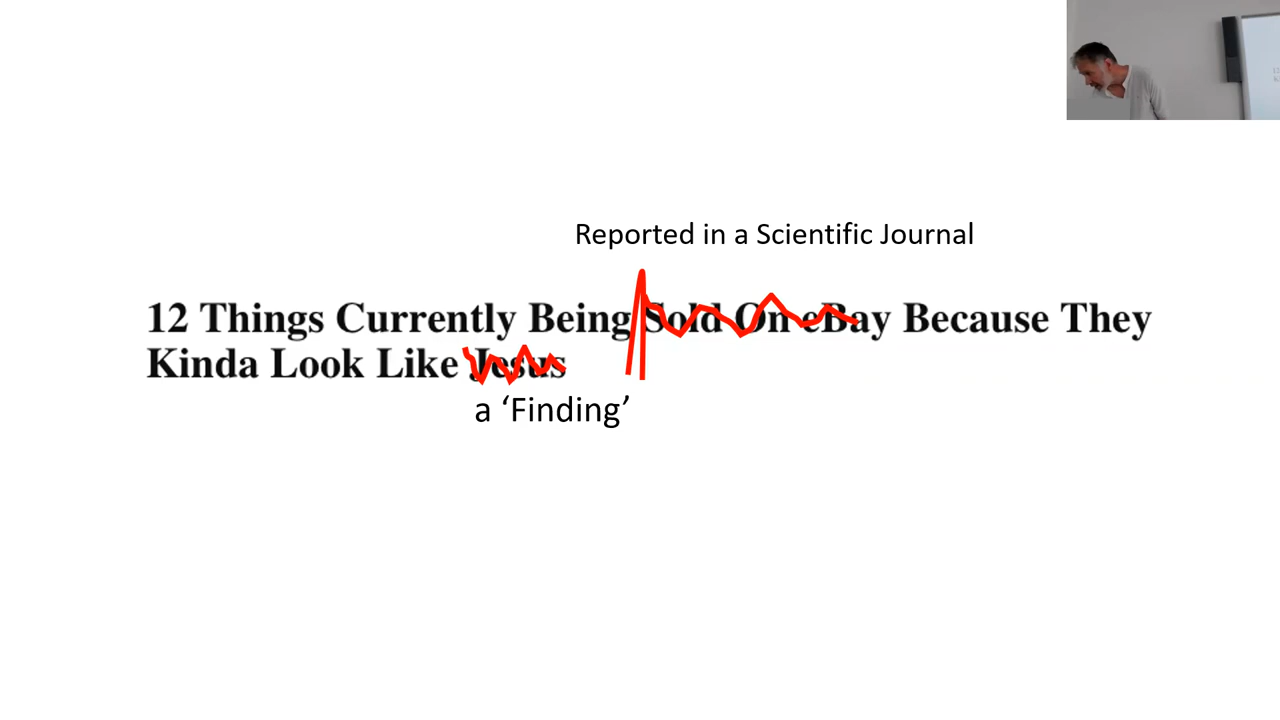 Reported in a Scientific Journal
12 Things Currently Being Sold On eBay Because They
Kinda Look Like Jesus
a ‘Finding’